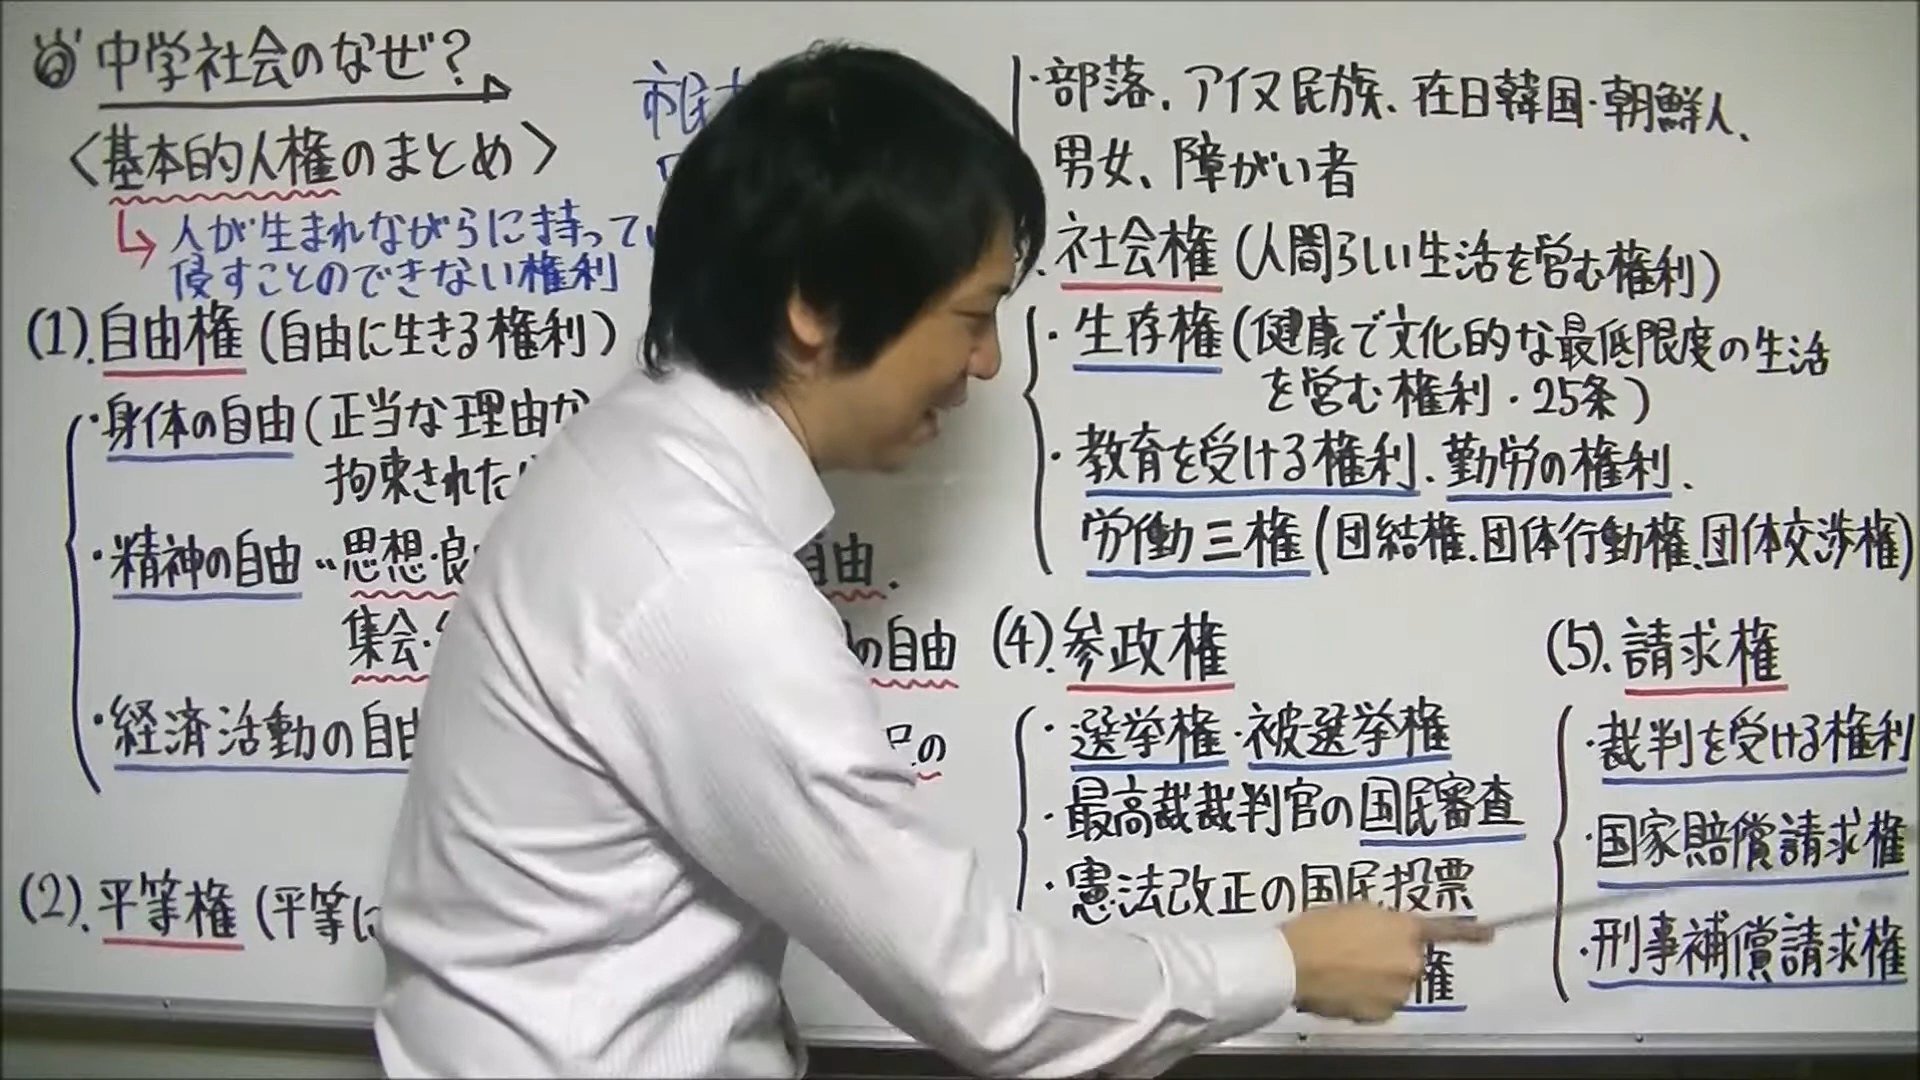 中学社会のなぜ?
〈基本的人権のまとめ〉
人が生まれながらに持って
侵すことのできない権利
(1).自由権(自由に生きる権利)
・身体の自由(正当な理由
拘束された
・精神の自由‥思想・良
自由.
集会・
の自由
・経済活動の自由
の
(2).平等権(平等に
市民
・部落、アイヌ民族、在日韓国・朝鮮人、
男女、障がい者
社会権(人間らしい生活を営む権利)
・生存権(健康で文化的な最低限度の生活
を営む権利・25条)
・教育を受ける権利、勤労の権利、
労働三権(団結権、団体行動権、団体交渉権)
(4).参政権
・選挙権・被選挙権
・最高裁裁判官の国民審査
・憲法改正の国民投票
権
(5).請求権
・裁判を受ける権利
・国家賠償請求権
・刑事補償請求権